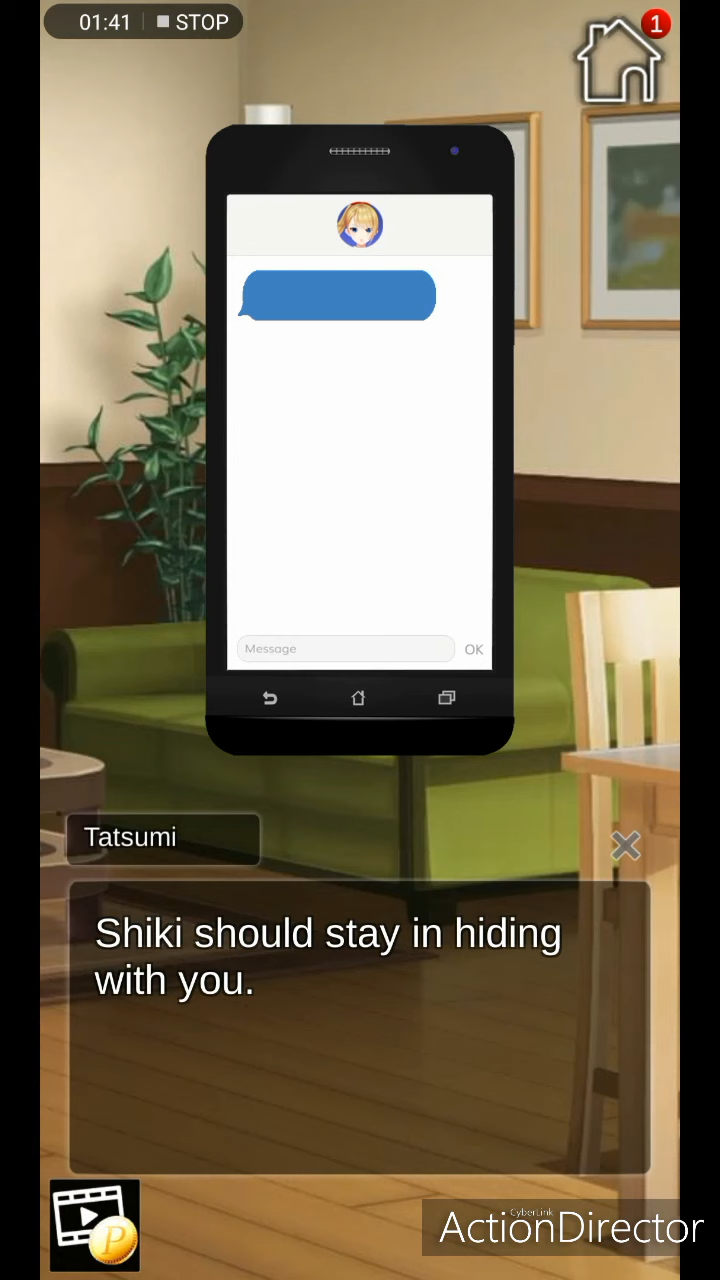 01:41
STOP
1
Message
OK
Tatsumi
Shiki should stay in hiding
with you.
P
CyberLink
ActionDirector